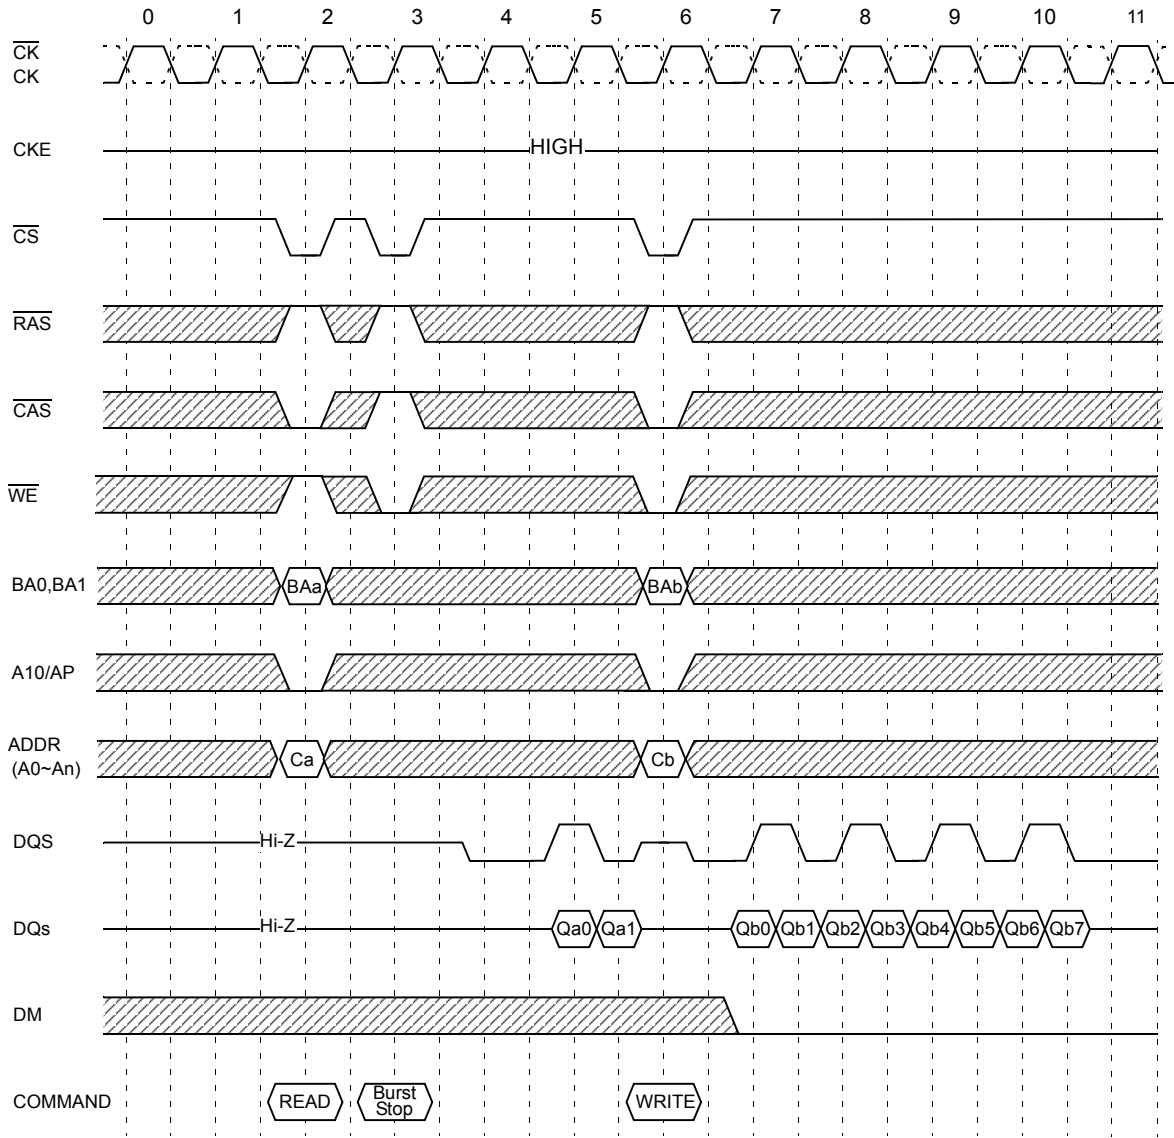 0 1 2 3 4 5 6 7 8 9 10 11
CK
CK
CKE HIGH
CS
RAS
CAS
WE
BA0,BA1 BAa BAb
A10/AP
ADDR
(A0~An) Ca Cb
DQS Hi-Z
DQs Hi-Z Qa0 Qa1 Qb0 Qb1 Qb2 Qb3 Qb4 Qb5 Qb6 Qb7
DM
COMMAND READ Burst Stop WRITE